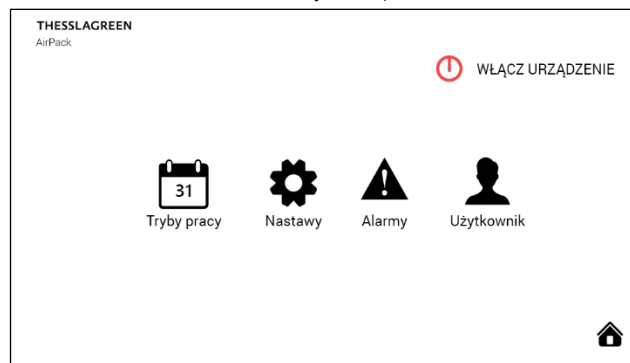 THESSLAGREEN
AirPack
WŁĄCZ URZĄDZENIE
31
Tryby pracy
Nastawy
Alarmy
Użytkownik